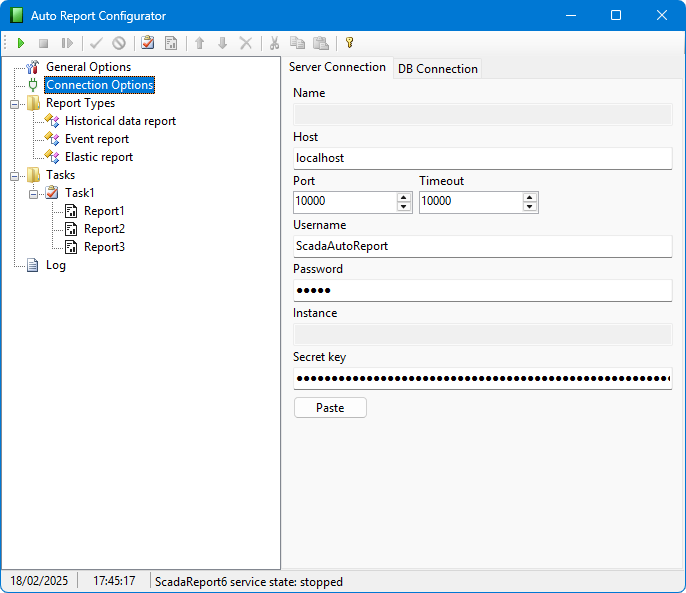 Auto Report Configurator
General Options
Connection Options
Report Types
Historical data report
Event report
Elastic report
Tasks
Task1
Report1
Report2
Report3
Log
Server Connection
DB Connection
Name
Host
localhost
Port Timeout
10000 10000
Username
ScadaAutoReport
Password
●●●●●
Instance
Secret key
Paste
18/02/2025 17:45:17 ScadaReport6 service state: stopped